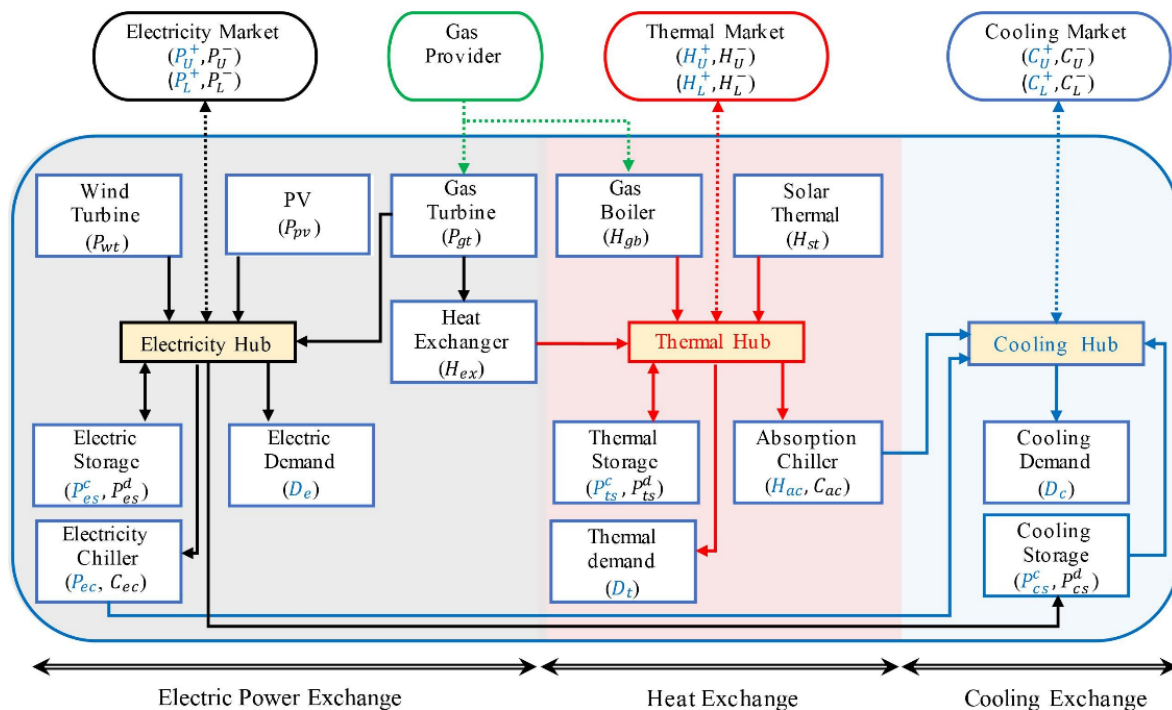 Electricity Market
(P_U^+,P_U^-)
(P_L^+,P_L^-)
Gas
Provider
Thermal Market
(H_U^+,H_U^-)
(H_L^+,H_L^-)
Cooling Market
(C_U^+,C_U^-)
(C_L^+,C_L^-)
Wind
Turbine
(P_wt)
PV
(P_pv)
Gas
Turbine
(P_gt)
Gas
Boiler
(H_gb)
Solar
Thermal
(H_st)
Electricity Hub
Heat
Exchanger
(H_ex)
Thermal Hub
Cooling Hub
Electric
Storage
(P_es^c, P_es^d)
Electric
Demand
(D_e)
Thermal
Storage
(P_ts^c, P_ts^d)
Absorption
Chiller
(H_ac, C_ac)
Cooling
Demand
(D_c)
Electricity
Chiller
(P_ec, C_ec)
Thermal
demand
(D_t)
Cooling
Storage
(P_cs^c, P_cs^d)
Electric Power Exchange
Heat Exchange
Cooling Exchange